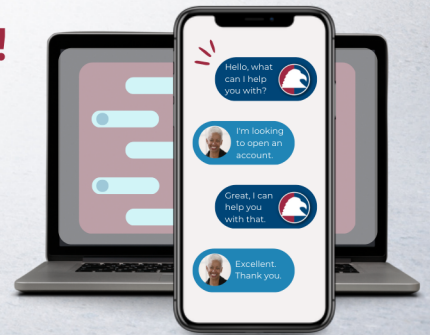 !
Hello, what
can I help
you with?
I'm looking
to open an
account.
Great, I can
help you
with that.
Excellent.
Thank you.